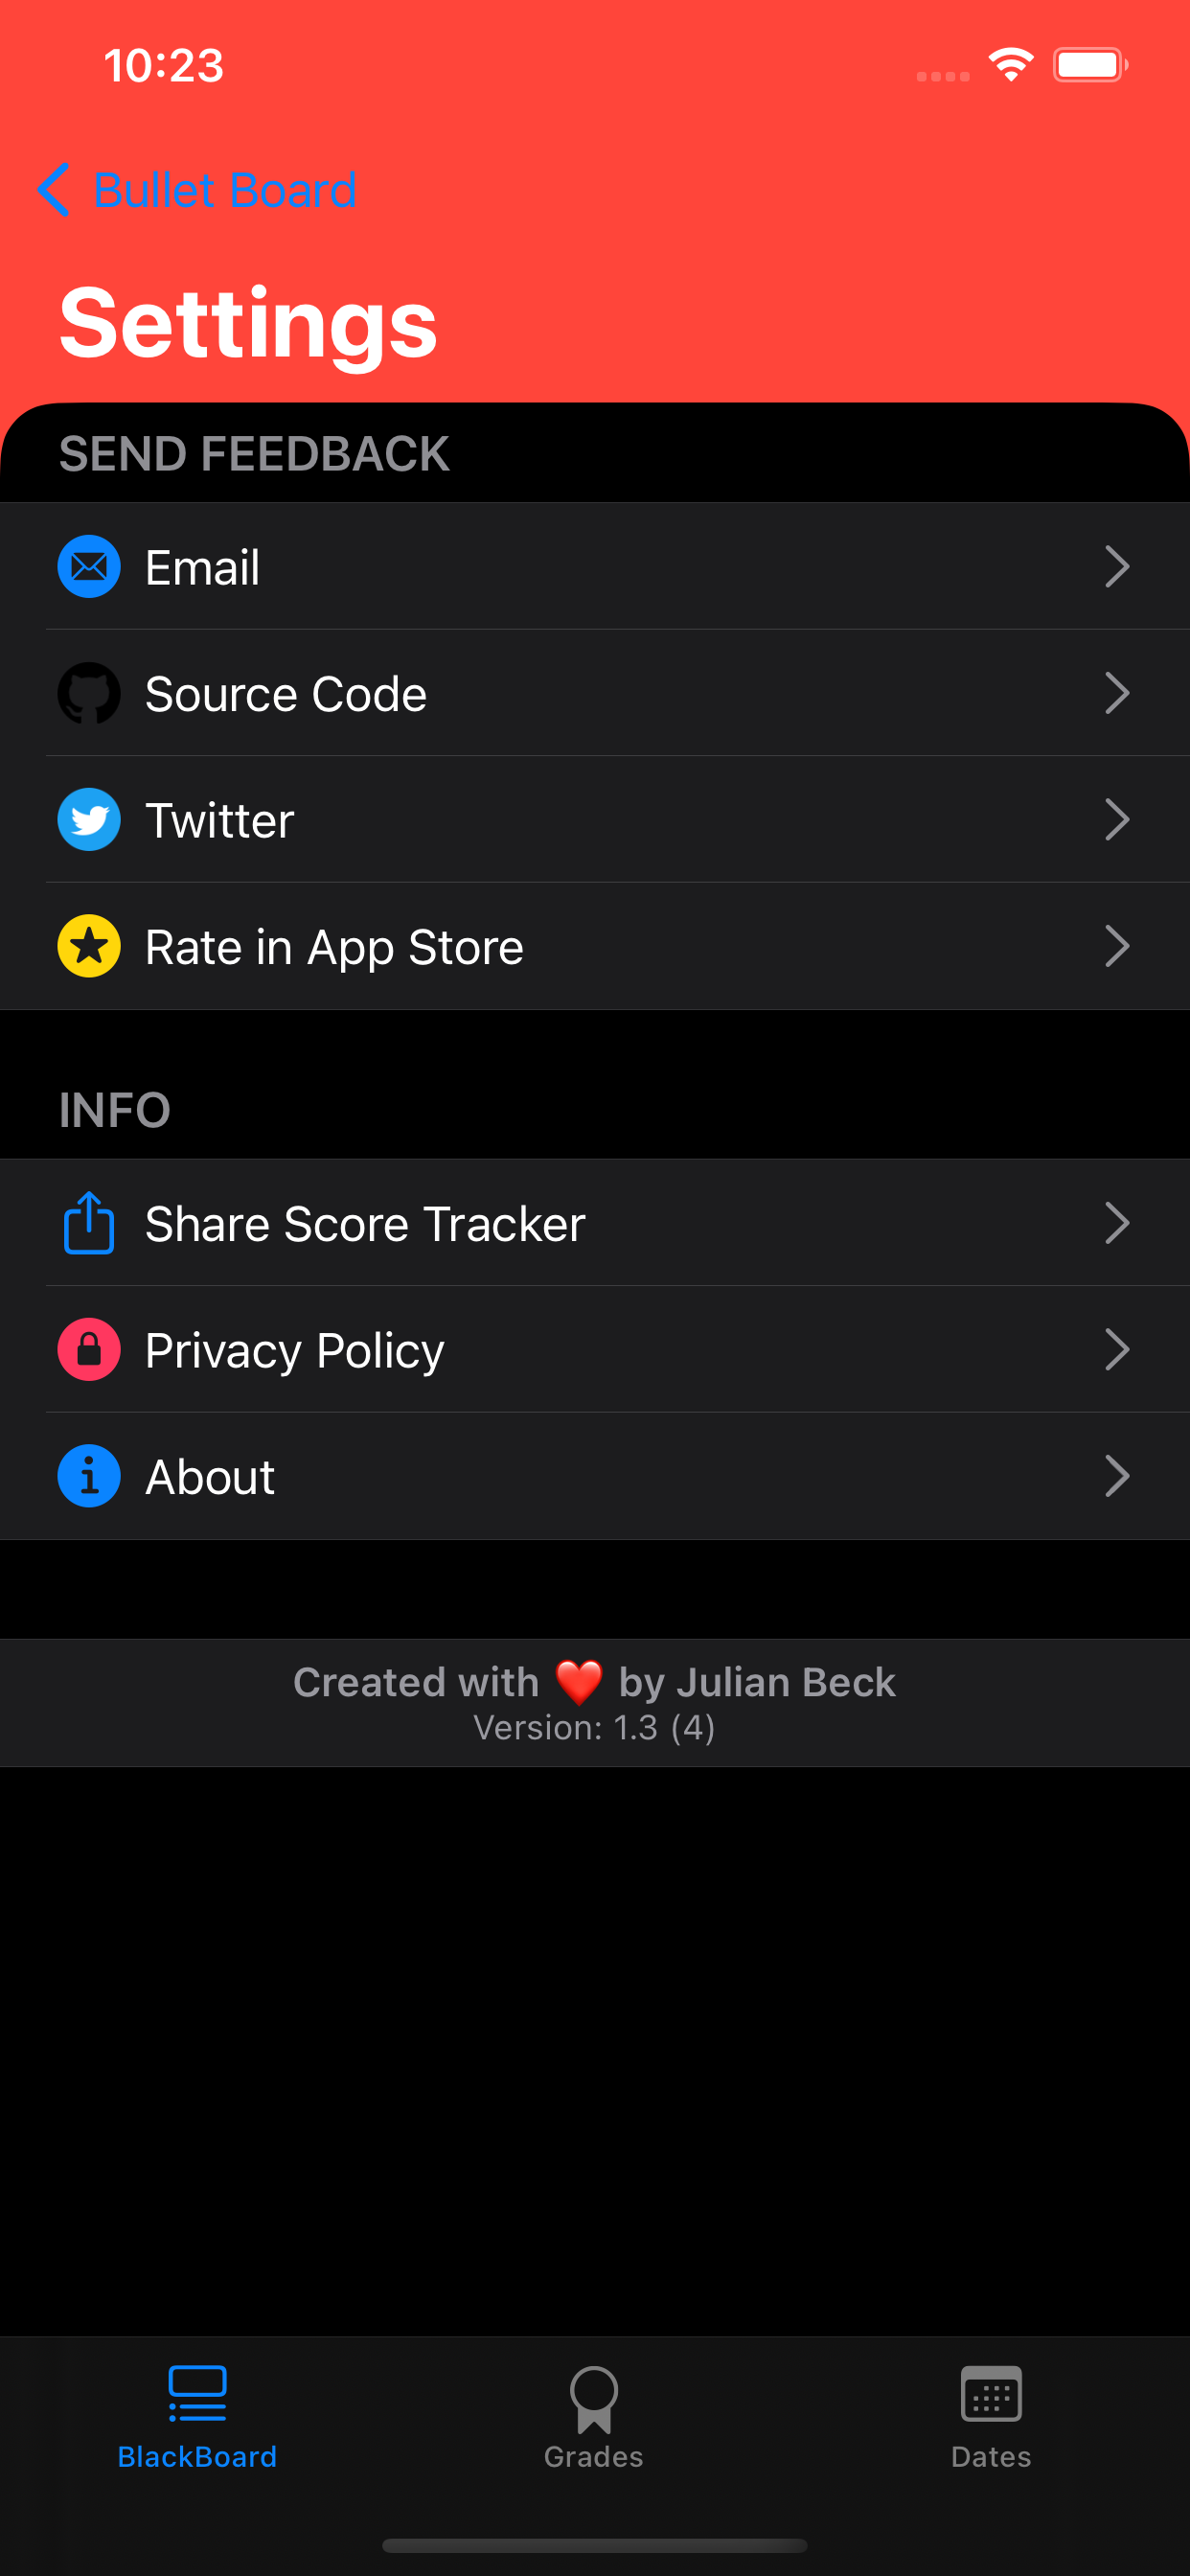 10:23
Bullet Board
Settings
SEND FEEDBACK
Email
Source Code
Twitter
Rate in App Store
INFO
Share Score Tracker
Privacy Policy
About
Created with ❤️ by Julian Beck
Version: 1.3 (4)
BlackBoard
Grades
Dates